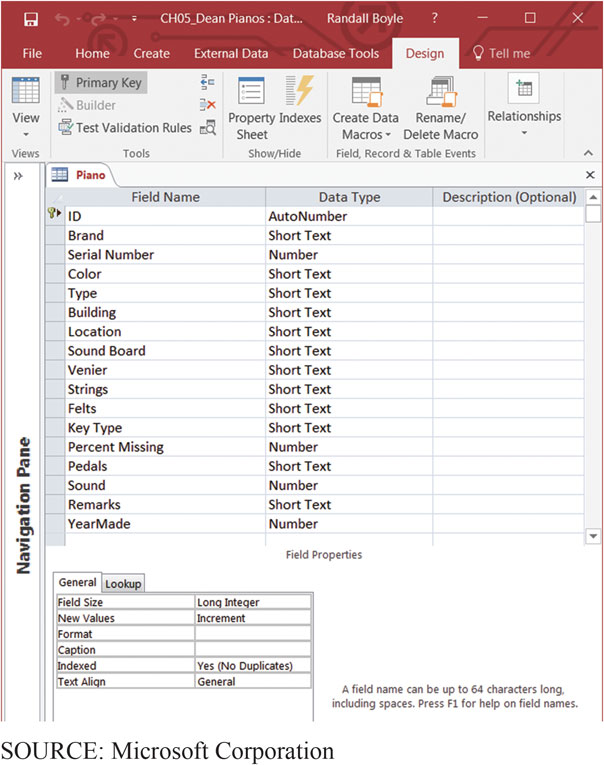 CH05_Dean Pianos : Dat... Randall Boyle ?
File Home Create External Data Database Tools Design Tell me
View
Primary Key
Builder
Test Validation Rules
Property Sheet
Indexes
Create Data Macros
Rename/ Delete Macro
Relationships
Views Tools Show/Hide Field, Record & Table Events
Piano
Navigation Pane
Field Name Data Type Description (Optional)
ID AutoNumber
Brand Short Text
Serial Number Number
Color Short Text
Type Short Text
Building Short Text
Location Short Text
Sound Board Short Text
Venier Short Text
Strings Short Text
Felts Short Text
Key Type Short Text
Percent Missing Number
Pedals Short Text
Sound Number
Remarks Short Text
YearMade Number
Field Properties
General Lookup
Field Size Long Integer
New Values Increment
Format
Caption
Indexed Yes (No Duplicates)
Text Align General
A field name can be up to 64 characters long,
including spaces. Press F1 for help on field names.
SOURCE: Microsoft Corporation